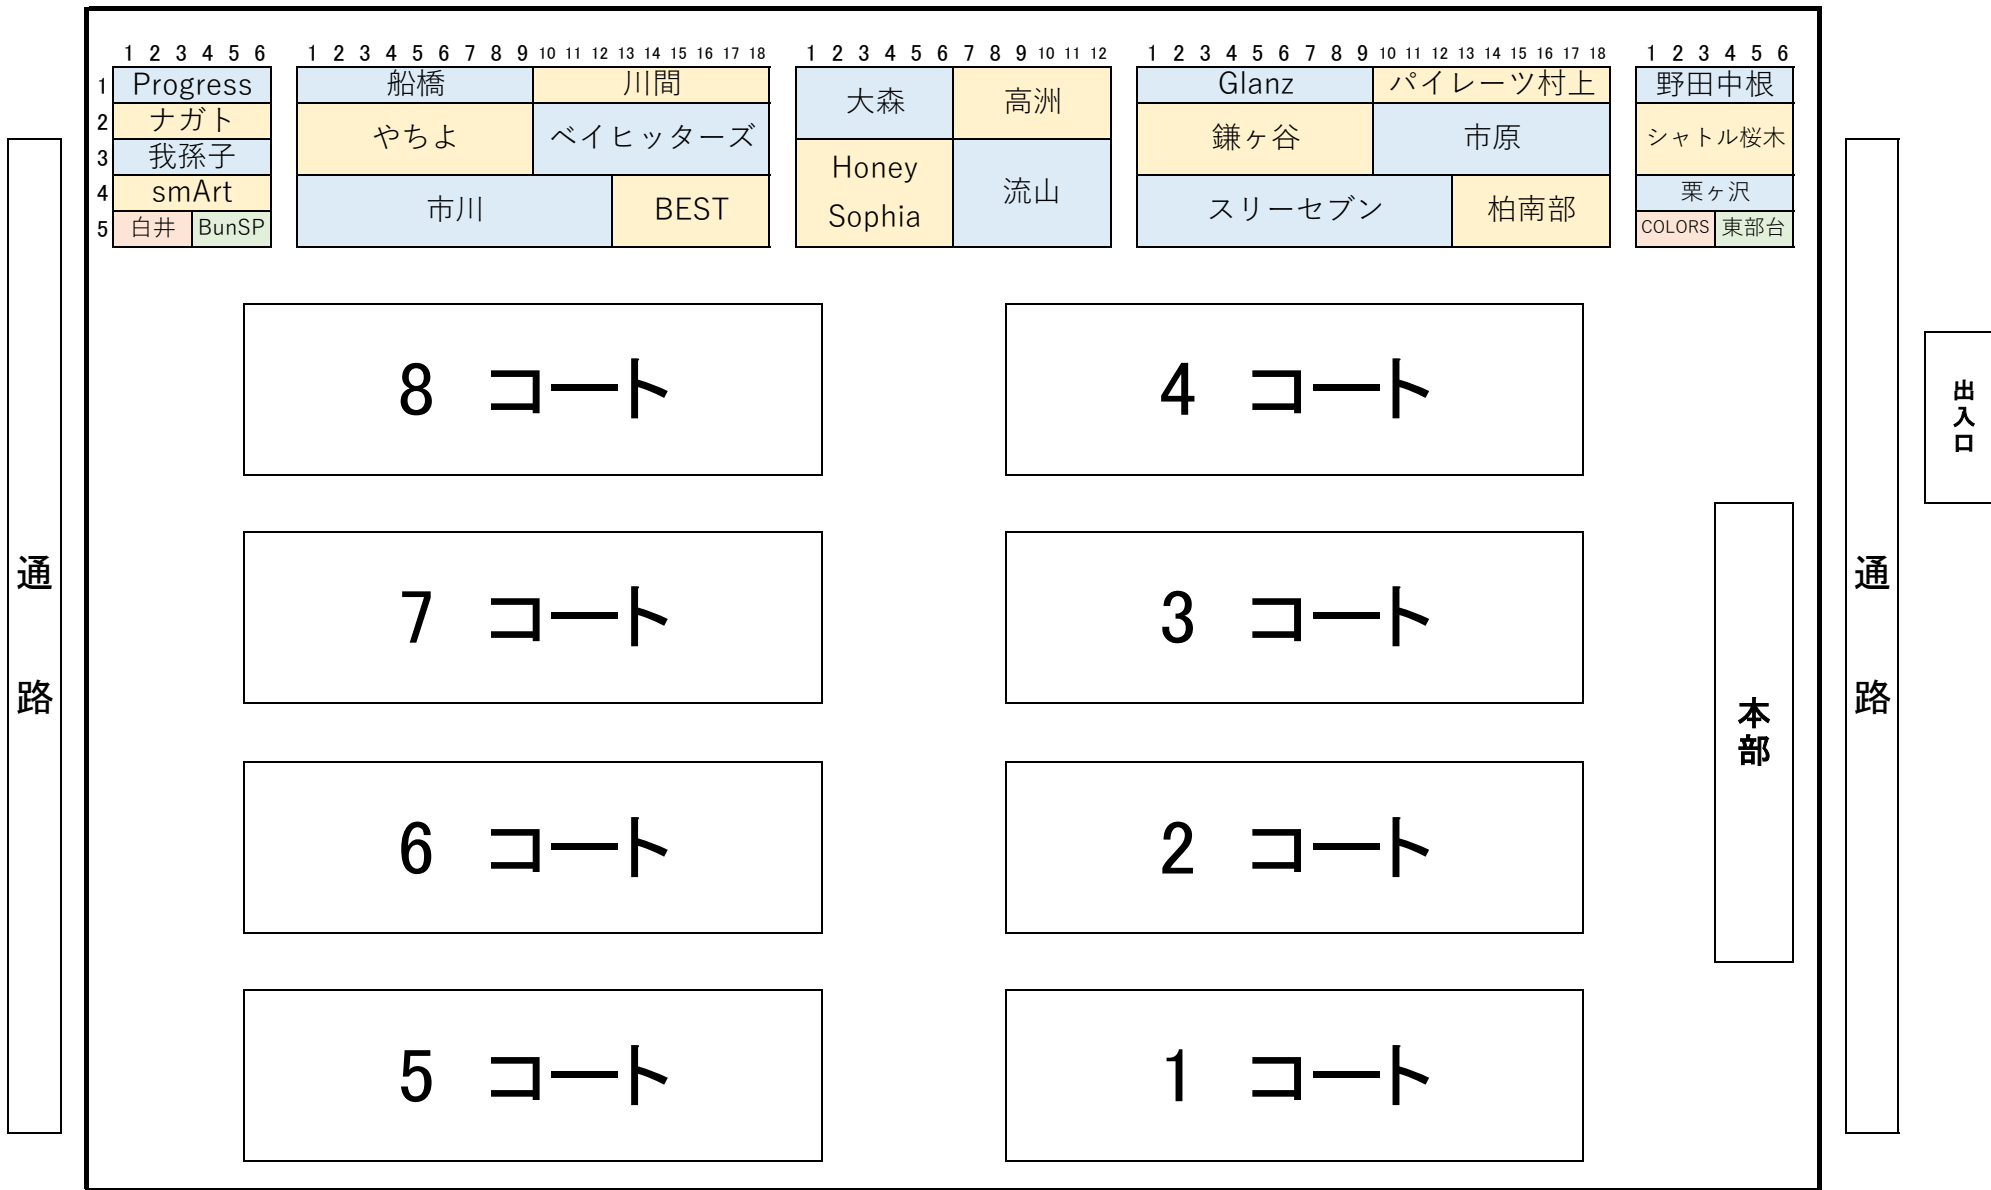 1 2 3 4 5 6 1 2 3 4 5 6 7 8 9 10 11 12 13 14 15 16 17 18 1 2 3 4 5 6 7 8 9 10 11 12 1 2 3 4 5 6 7 8 9 10 11 12 13 14 15 16 17 18 1 2 3 4 5 6
1 Progress 船橋 川間 大森 高洲 Glanz パイレーツ村上 野田中根
2 ナガト やちよ ベイヒッターズ 鎌ヶ谷 市原 シャトル桜木
3 我孫子 Honey
Sophia 流山
4 smArt 市川 BEST スリーセブン 柏南部 栗ヶ沢
5 白井 BunSP COLORS 東部台
8 コート 4 コート
出入口
7 コート 3 コート
通路 通路
本部
6 コート 2 コート
5 コート 1 コート